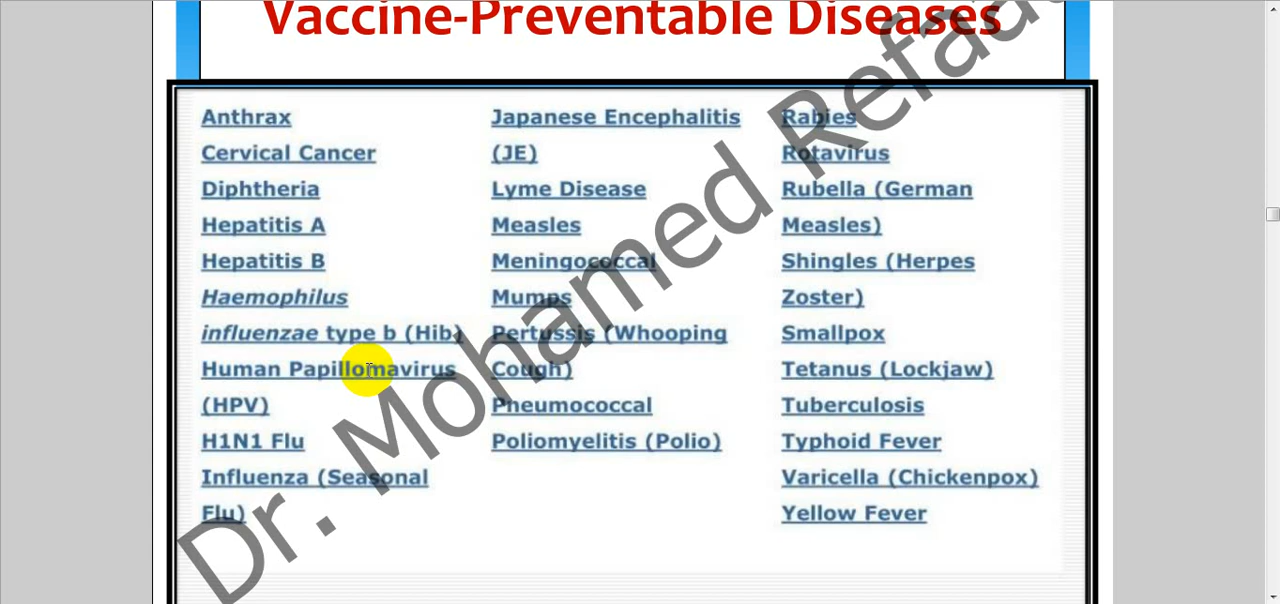 Vaccine-Preventable Diseases
Anthrax
Cervical Cancer
Diphtheria
Hepatitis A
Hepatitis B
Haemophilus
influenzae type b (Hib)
Human Papillomavirus
(HPV)
H1N1 Flu
Influenza (Seasonal
Flu)
Japanese Encephalitis
(JE)
Lyme Disease
Measles
Meningococcal
Mumps
Pertussis (Whooping
Cough)
Pneumococcal
Poliomyelitis (Polio)
Rabies
Rotavirus
Rubella (German
Measles)
Shingles (Herpes
Zoster)
Smallpox
Tetanus (Lockjaw)
Tuberculosis
Typhoid Fever
Varicella (Chickenpox)
Yellow Fever
Dr. Mohamed